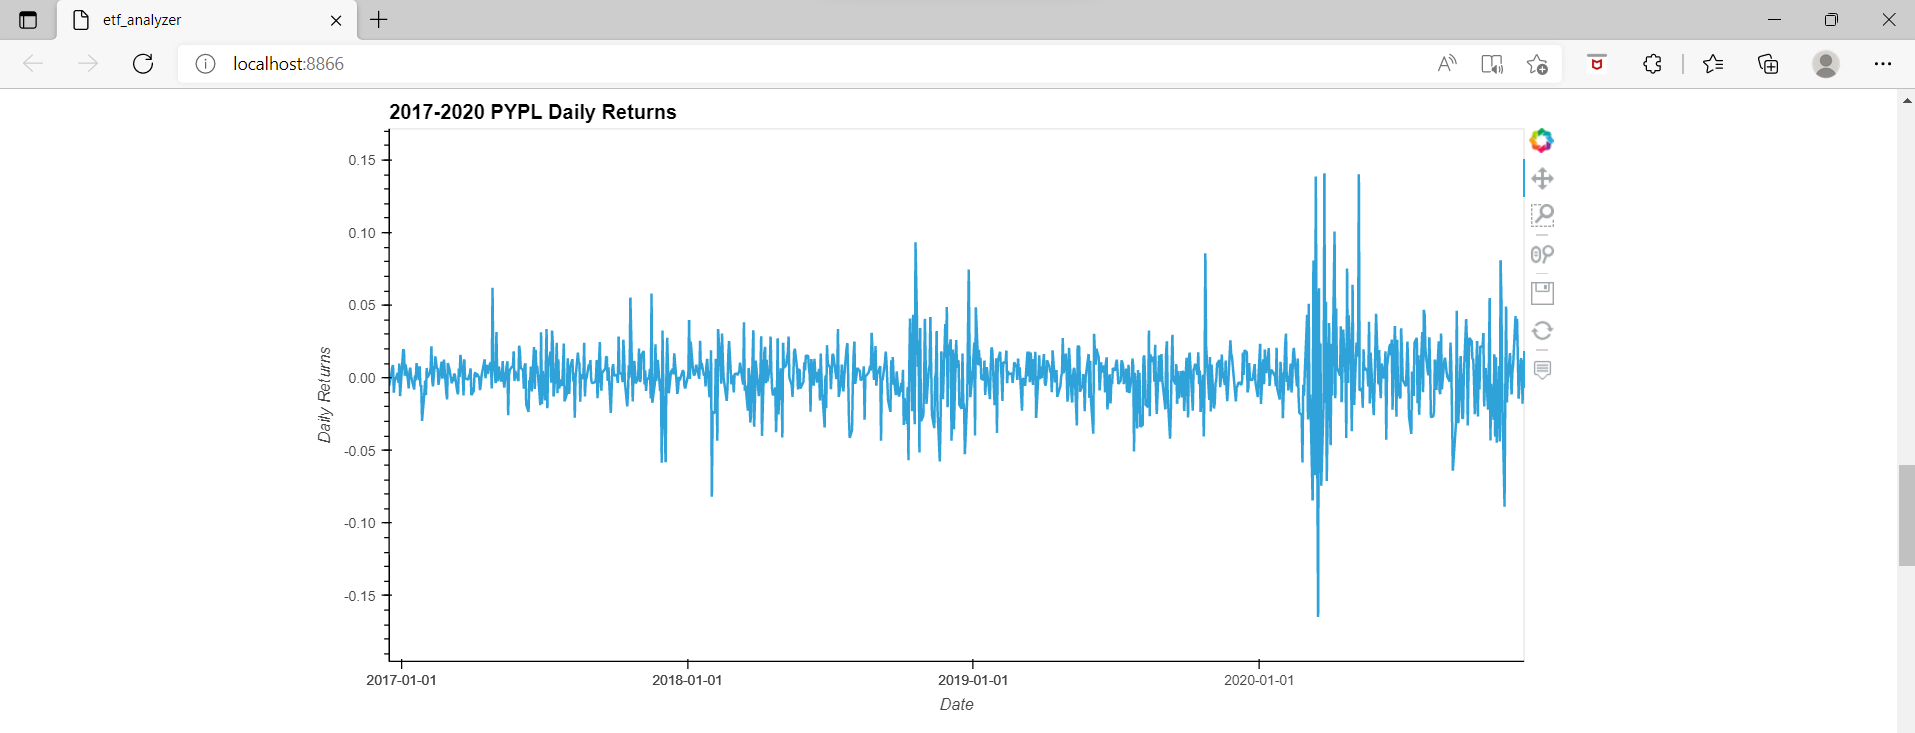 etf_analyzer
localhost:8866
2017-2020 PYPL Daily Returns
0.15
0.10
0.05
0.00
-0.05
-0.10
-0.15
Daily Returns
2017-01-01 2018-01-01 2019-01-01 2020-01-01
Date